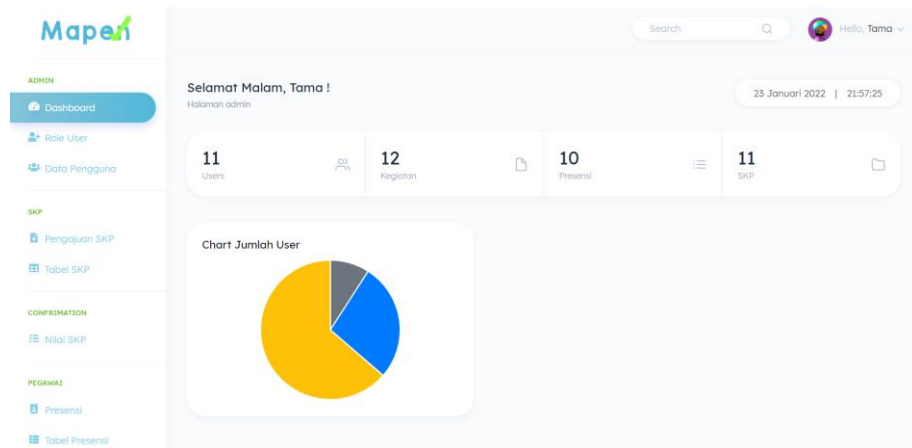 Mapen
Search
Hello, Tama
ADMIN
Dashboard
Role User
Data Pengguna
SKP
Pengajuan SKP
Tabel SKP
CONFRIMATION
Nilai SKP
PEGAWAI
Presensi
Tabel Presensi
Selamat Malam, Tama !
Halaman admin
23 Januari 2022 | 21:57:25
11
Users
12
Kegiatan
10
Presensi
11
SKP
Chart Jumlah User